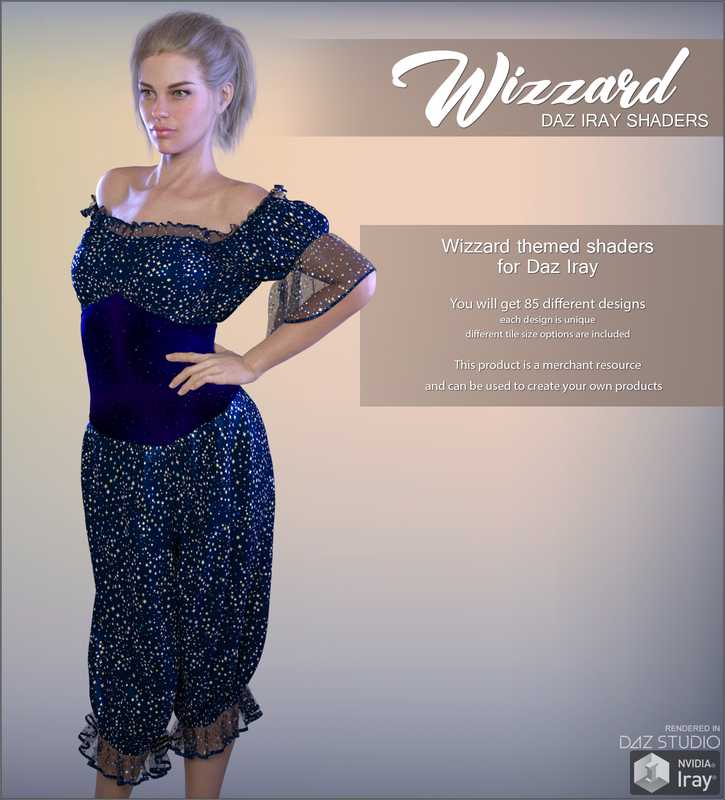 Wizzard
DAZ IRAY SHADERS
Wizzard themed shaders
for Daz Iray
You will get 85 different designs
each design is unique
different tile size options are included
This product is a merchant resource
and can be used to create your own products
RENDERED IN
DAZ STUDIO
NVIDIA®
Iray®